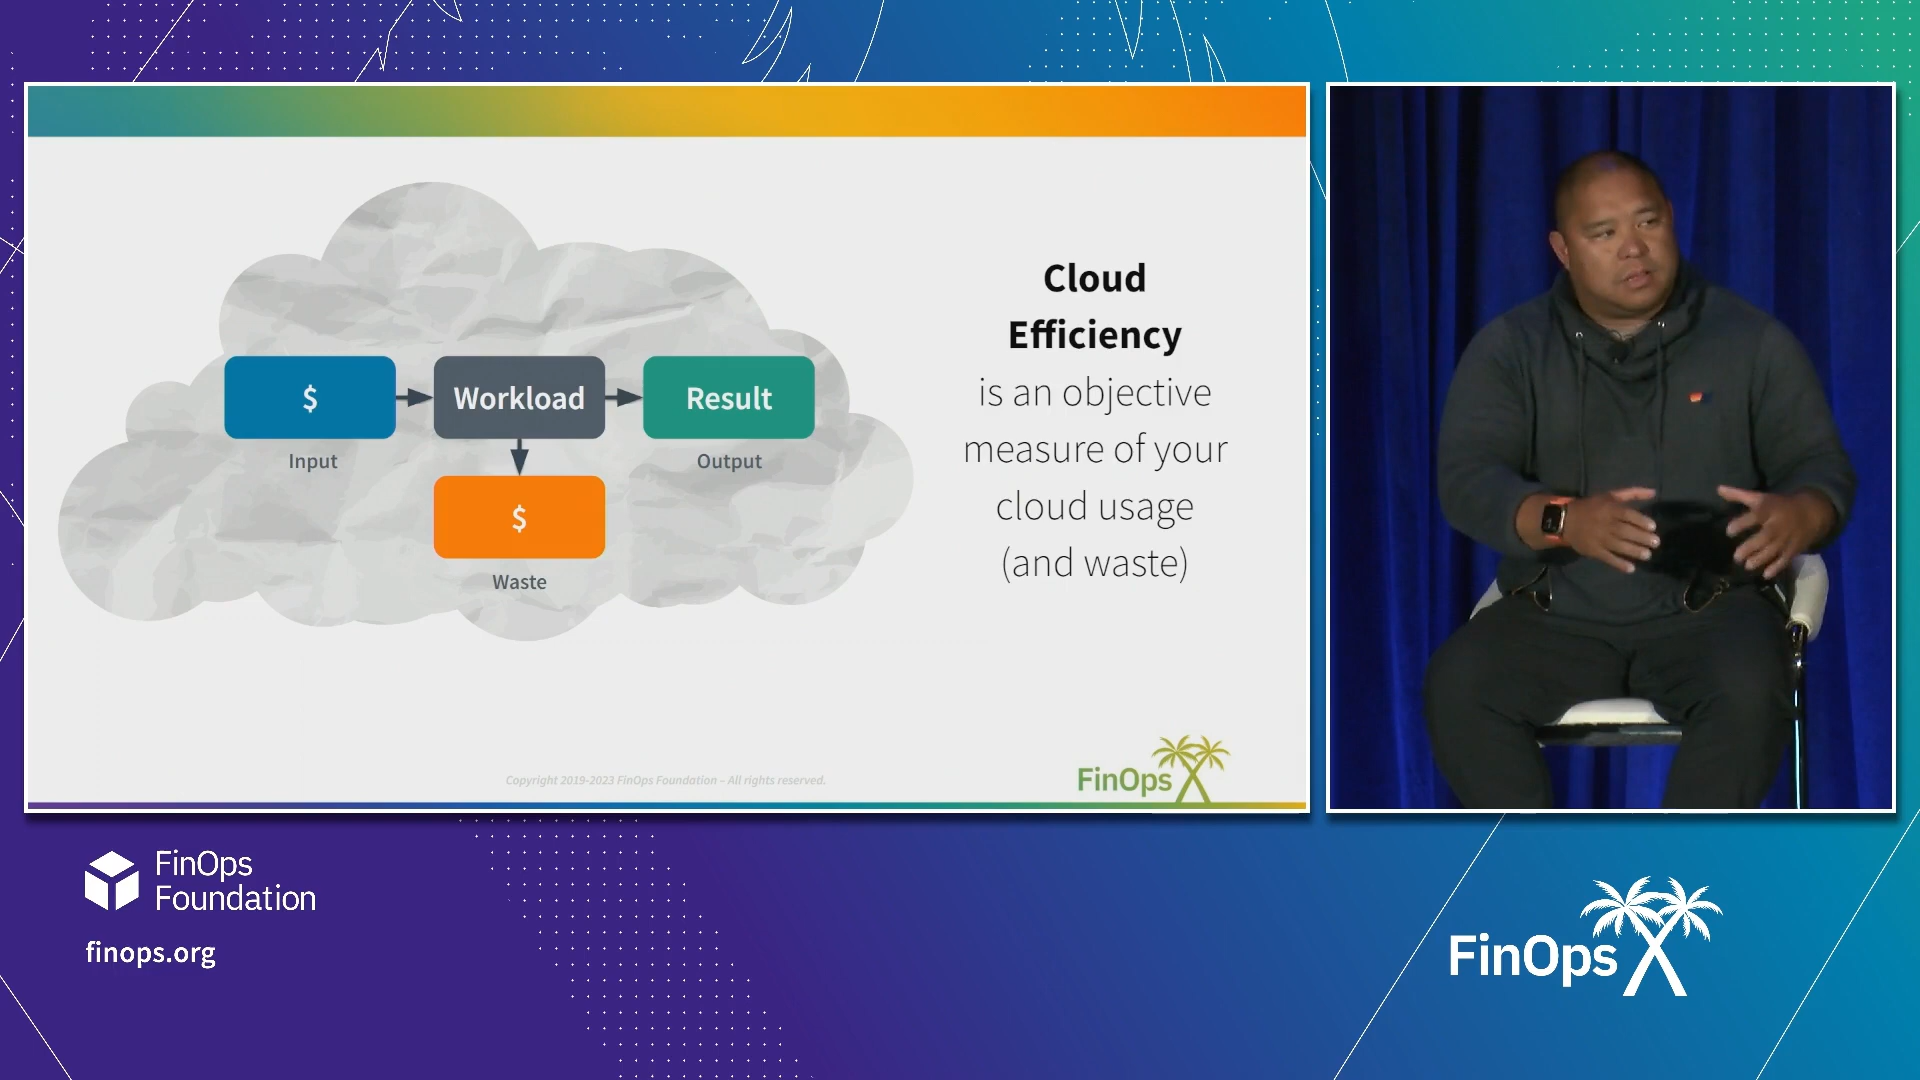 $
Workload
Result
Input
Output
$
Waste
Cloud
Efficiency
is an objective
measure of your
cloud usage
(and waste)
Copyright 2019-2023 FinOps Foundation – All rights reserved.
FinOps X
FinOps
Foundation
finops.org
FinOps X